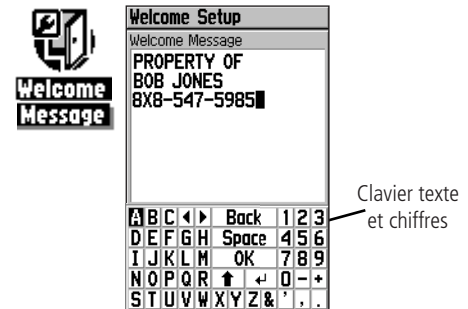 Welcome
Message
Welcome Setup
Welcome Message
PROPERTY OF
BOB JONES
8X8-547-5985
A B C Back 1 2 3
D E F G H Space 4 5 6
I J K L M OK 7 8 9
N O P Q R ⬆ ↵ 0 - +
S T U V W X Y Z & ' , .
Clavier texte
et chiffres